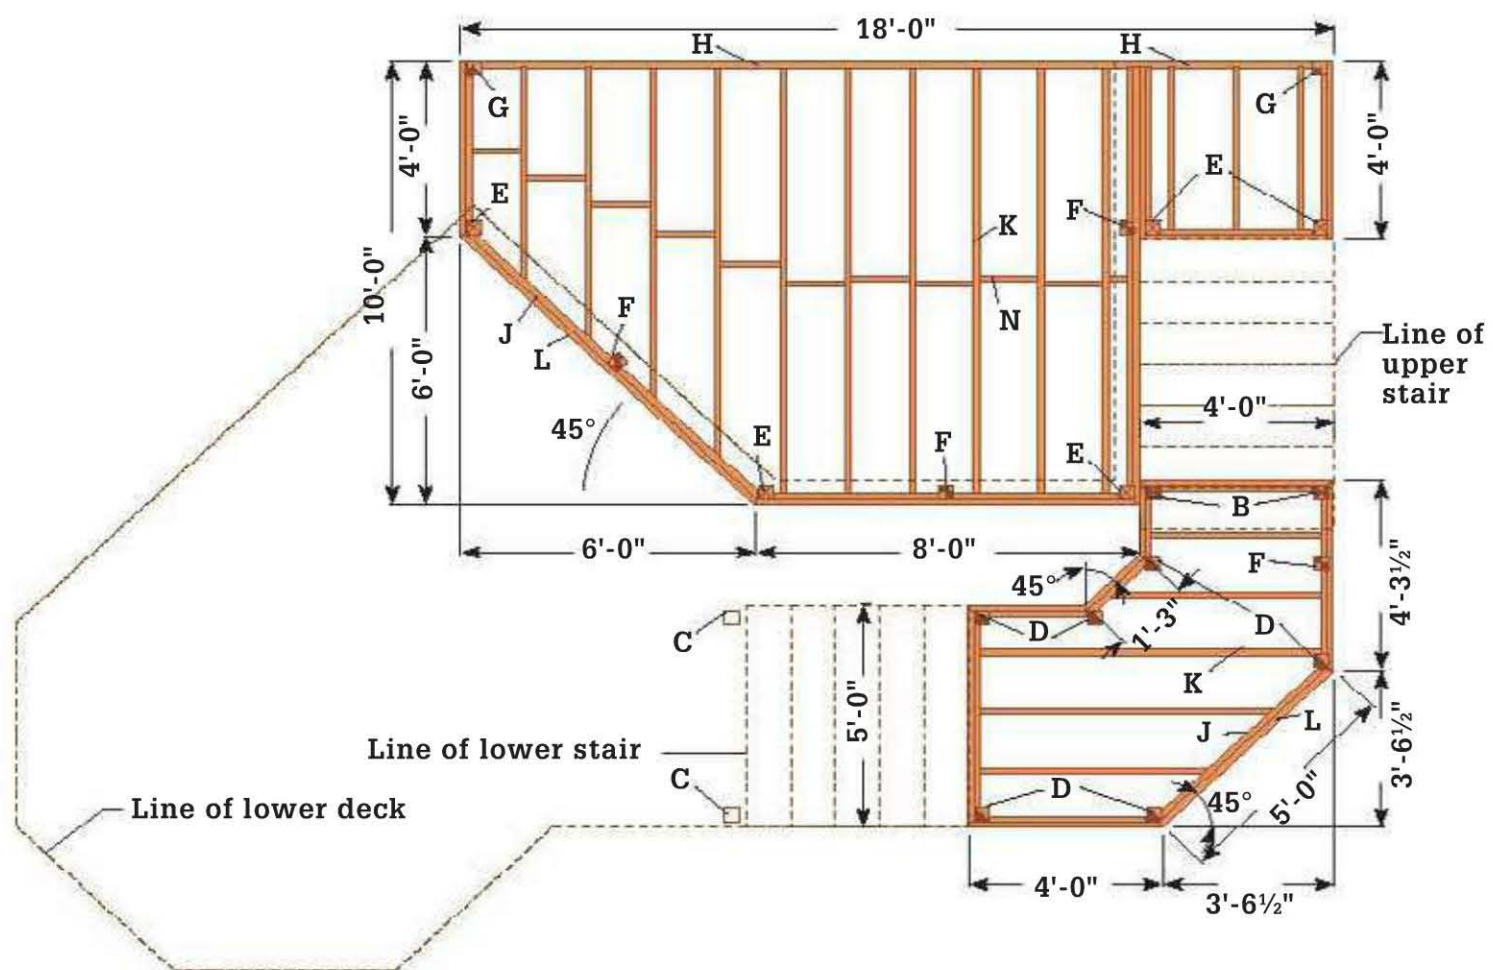 18'-0"
H
H
G
G
4'-0"
4'-0"
E
E
F
K
10'-0"
6'-0"
F
J
L
N
Line of
upper
stair
4'-0"
45°
E
F
E
B
6'-0"
8'-0"
F
45°
4'-3½"
1'-3"
D
D
C
K
5'-0"
J
L
Line of lower stair
3'-6½"
C
D
45°
5'-0"
Line of lower deck
4'-0"
3'-6½"